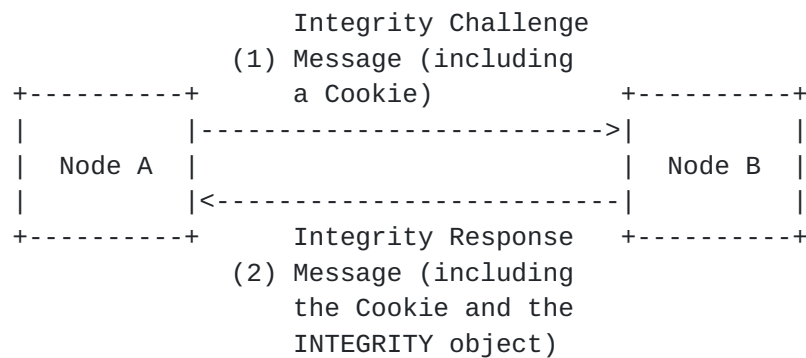 Integrity Challenge
              (1) Message (including
+----------+      a Cookie)            +----------+
|          |-------------------------->|          |
|  Node A  |                           |  Node B  |
|          |<--------------------------|          |
+----------+      Integrity Response   +----------+
              (2) Message (including
                  the Cookie and the
                  INTEGRITY object)